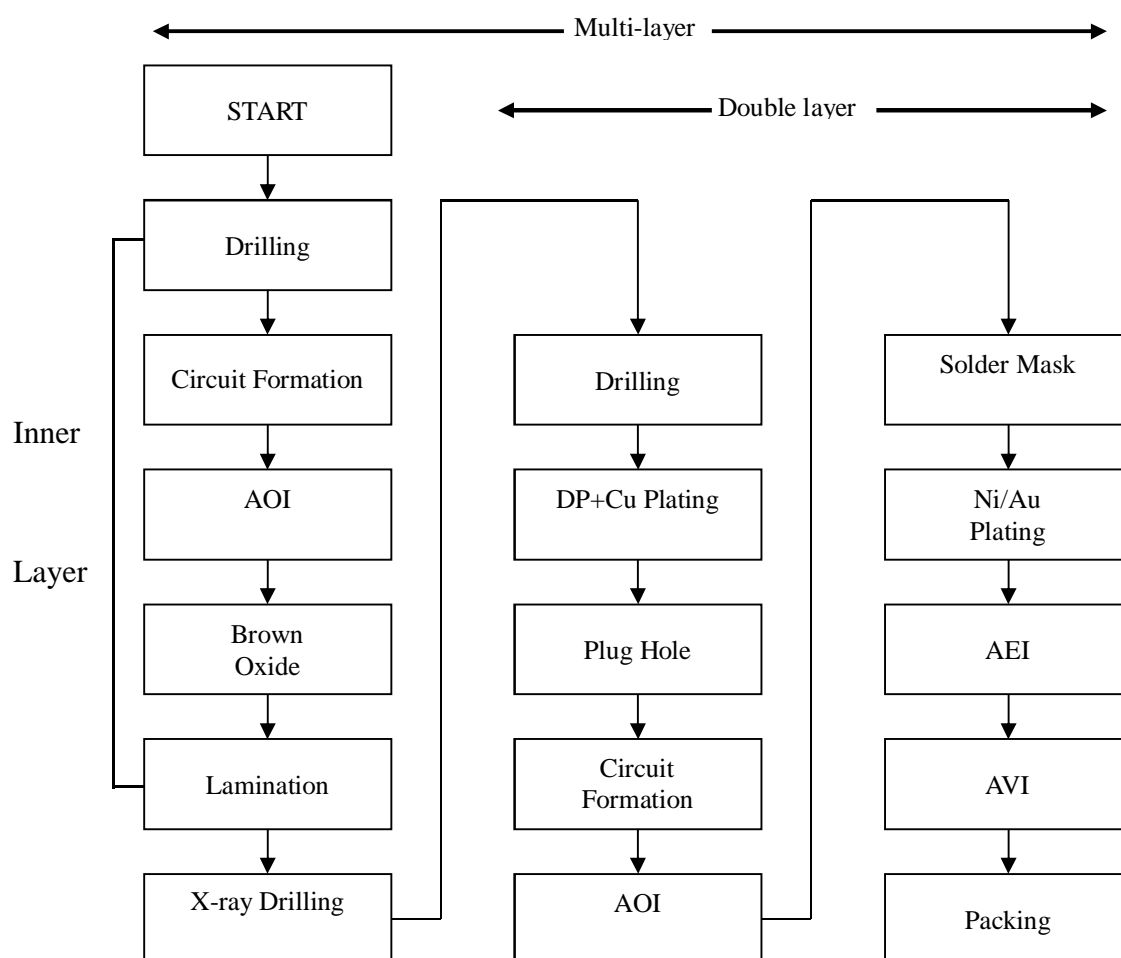 Multi-layer
Double layer
START
Drilling
Circuit Formation
AOI
Brown
Oxide
Lamination
X-ray Drilling
Inner
Layer
Drilling
DP+Cu Plating
Plug Hole
Circuit
Formation
AOI
Solder Mask
Ni/Au
Plating
AEI
AVI
Packing